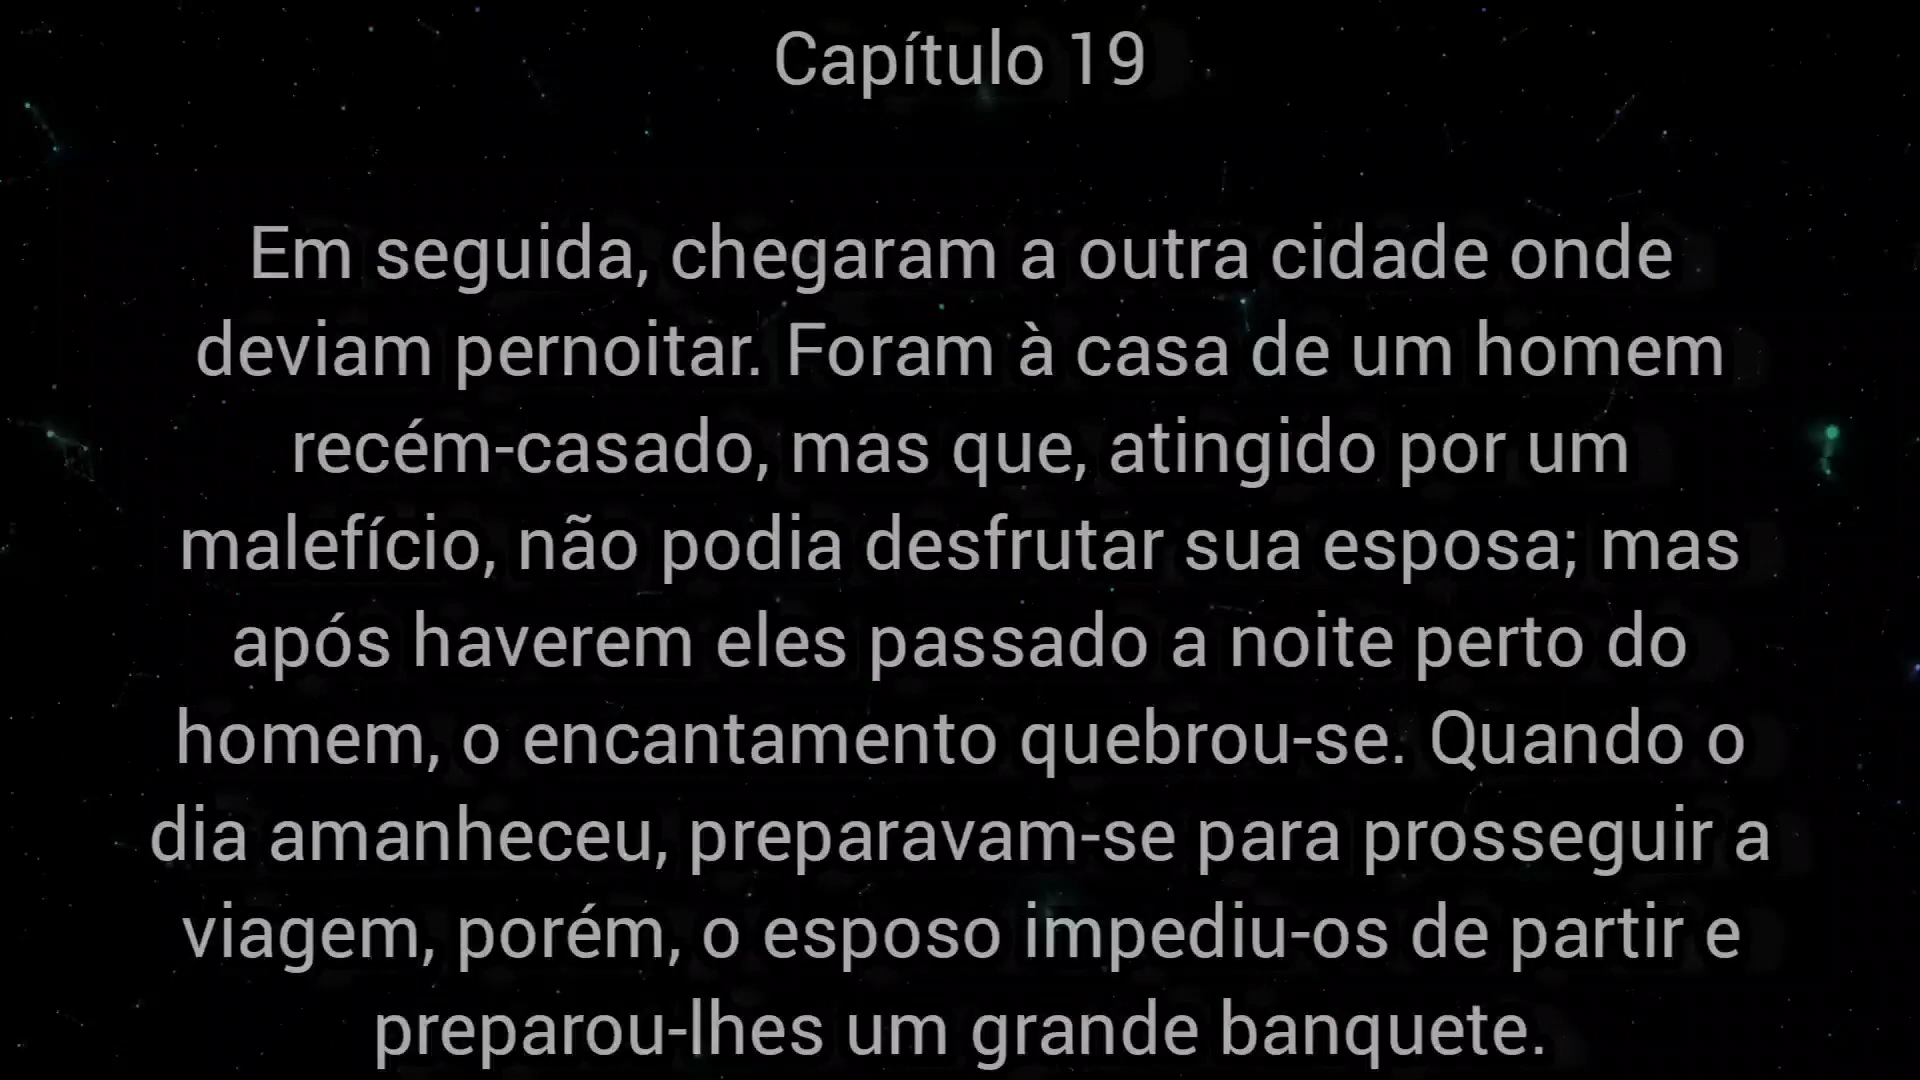 Capítulo 19
Em seguida, chegaram a outra cidade onde
deviam pernoitar. Foram à casa de um homem
recém-casado, mas que, atingido por um
malefício, não podia desfrutar sua esposa; mas
após haverem eles passado a noite perto do
homem, o encantamento quebrou-se. Quando o
dia amanheceu, preparavam-se para prosseguir a
viagem, porém, o esposo impediu-os de partir e
preparou-lhes um grande banquete.